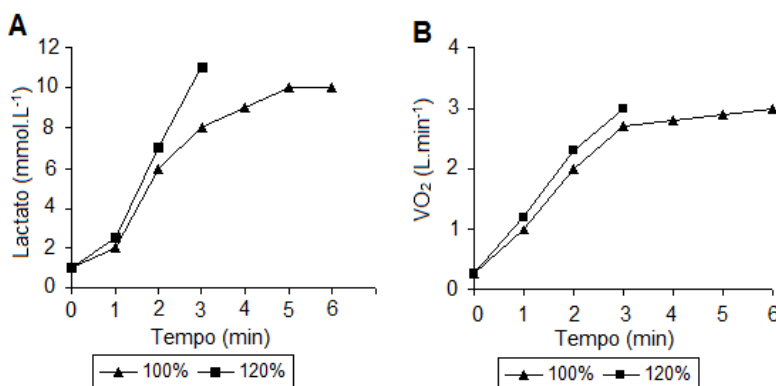 A
Lactato (mmol.L⁻¹)
12
10
8
6
4
2
0
0 1 2 3 4 5 6
Tempo (min)
100% 120%
B
VO₂ (L.min⁻¹)
4
3
2
1
0
0 1 2 3 4 5 6
Tempo (min)
100% 120%